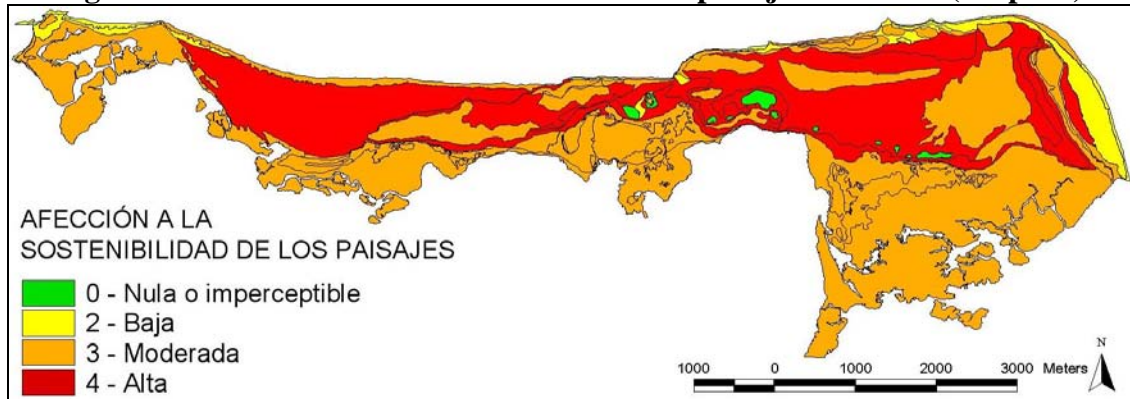 AFECCIÓN A LA
SOSTENIBILIDAD DE LOS PAISAJES
0 - Nula o imperceptible
2 - Baja
3 - Moderada
4 - Alta
N
1000 0 1000 2000 3000 Meters